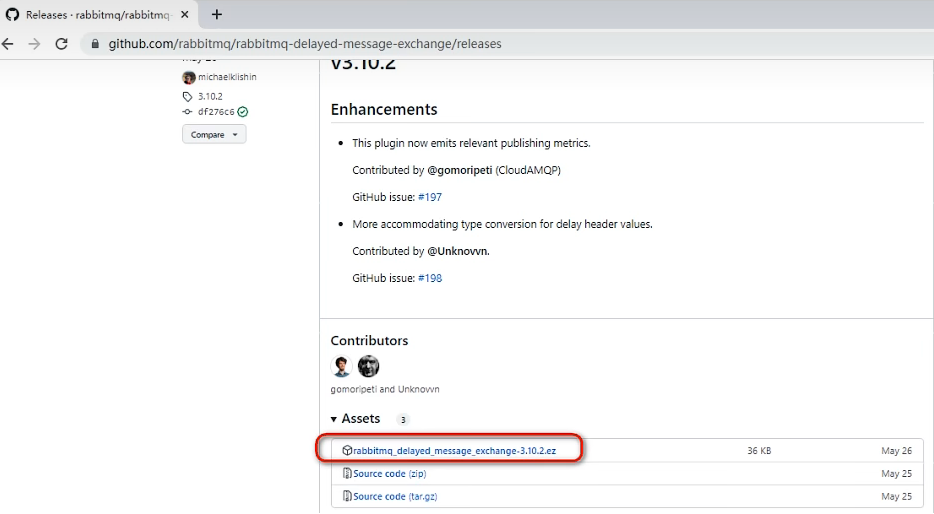 Releases · rabbitmq/rabbitmq-
github.com/rabbitmq/rabbitmq-delayed-message-exchange/releases
May 26
michaelklishin
3.10.2
df276c6
Compare
v3.10.2
Enhancements
This plugin now emits relevant publishing metrics.
Contributed by @gomoripeti (CloudAMQP)
GitHub issue: #197
More accommodating type conversion for delay header values.
Contributed by @Unknovvn.
GitHub issue: #198
Contributors
gomoripeti and Unknovvn
Assets 3
rabbitmq_delayed_message_exchange-3.10.2.ez 36 KB May 26
Source code (zip) May 25
Source code (tar.gz) May 25